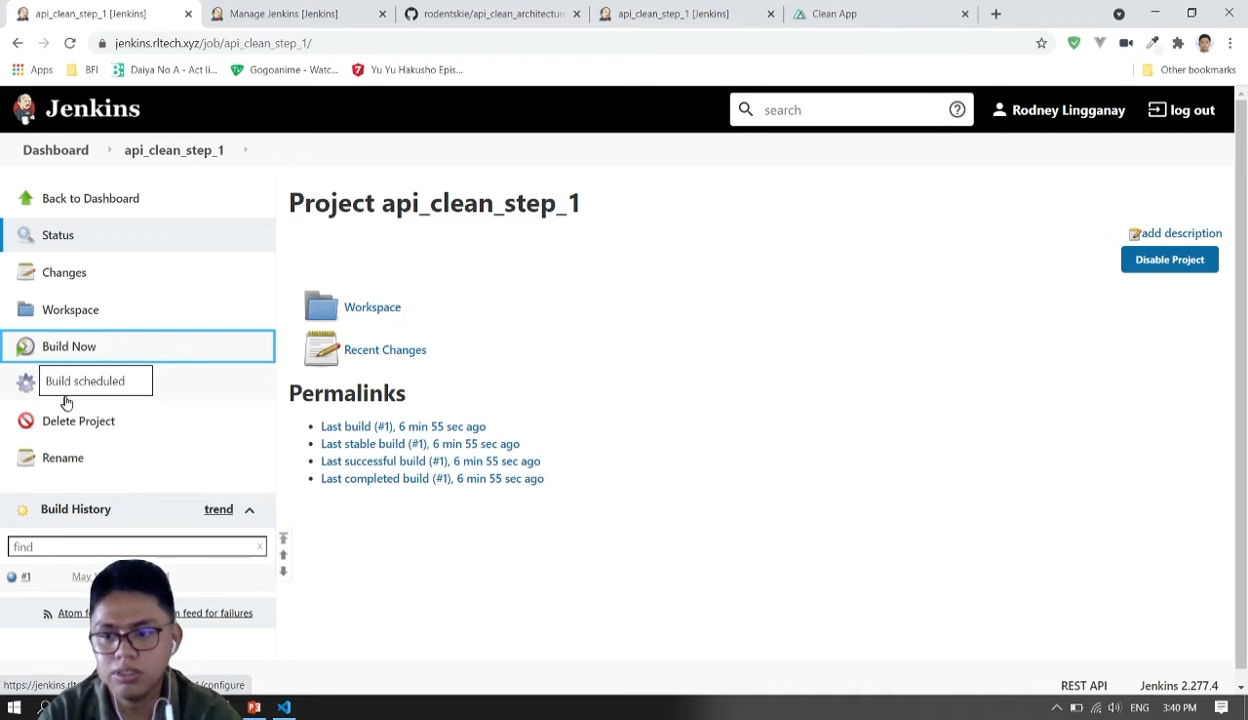 api_clean_step_1 [Jenkins]
Manage Jenkins [Jenkins]
rodentskie/api_clean_architectur
api_clean_step_1 [Jenkins]
Clean App
jenkins.rltech.xyz/job/api_clean_step_1/
Apps
BFI
Daiya No A - Act Ii...
Gogoanime - Watc...
Yu Yu Hakusho Epis...
Other bookmarks
Jenkins
search
Rodney Lingganay
log out
Dashboard
api_clean_step_1
Back to Dashboard
Status
Changes
Workspace
Build Now
Build scheduled
Delete Project
Rename
Project api_clean_step_1
add description
Disable Project
Workspace
Recent Changes
Permalinks
Last build (#1), 6 min 55 sec ago
Last stable build (#1), 6 min 55 sec ago
Last successful build (#1), 6 min 55 sec ago
Last completed build (#1), 6 min 55 sec ago
Build History
trend
find
x
#1
May
Atom
feed for failures
/configure
REST API
Jenkins 2.277.4
ENG
3:40 PM